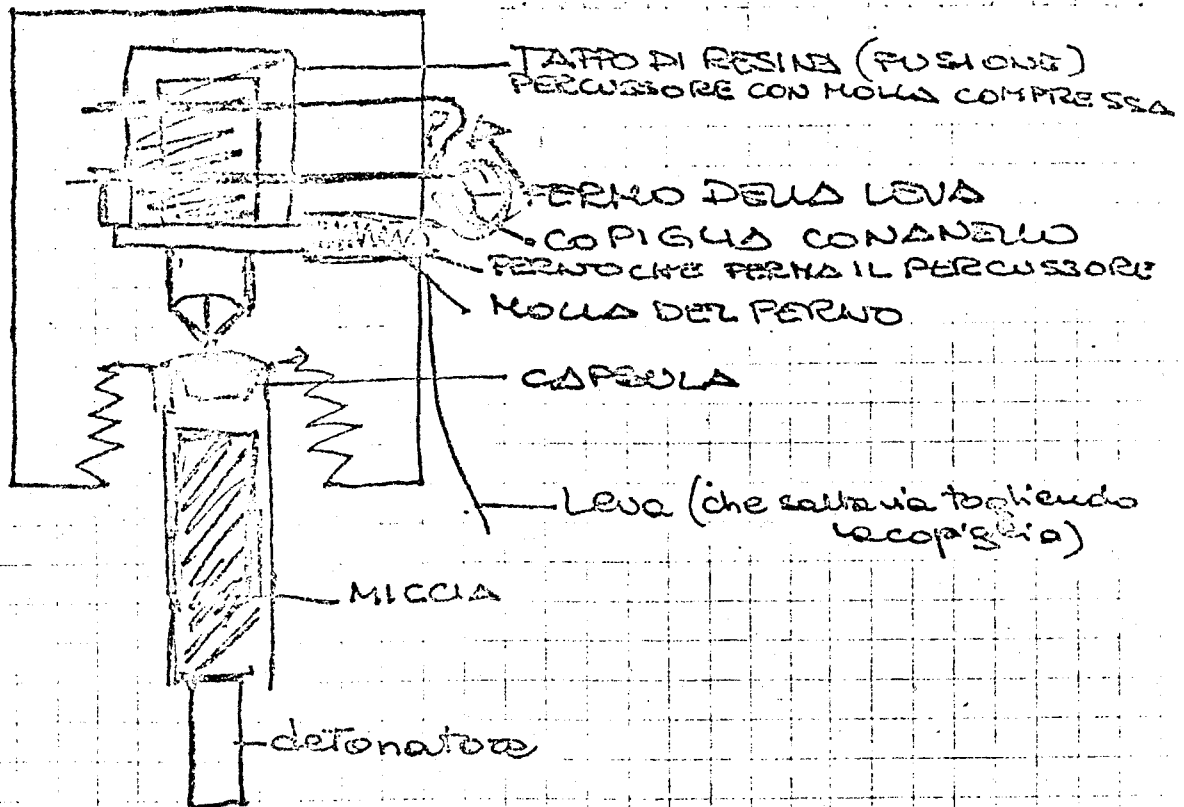 TAPPO DI RESINA (FUSIONE)
PERCUSSORE CON MOLLA COMPRESSA
FERMO DELLA LEVA
COPIGLIA CON ANELLO
PERNO CHE FERMA IL PERCUSSORE
MOLLA DEL PERNO
CAPSULA
Leva (che salta via togliendo
la copiglia)
MICCIA
detonatore